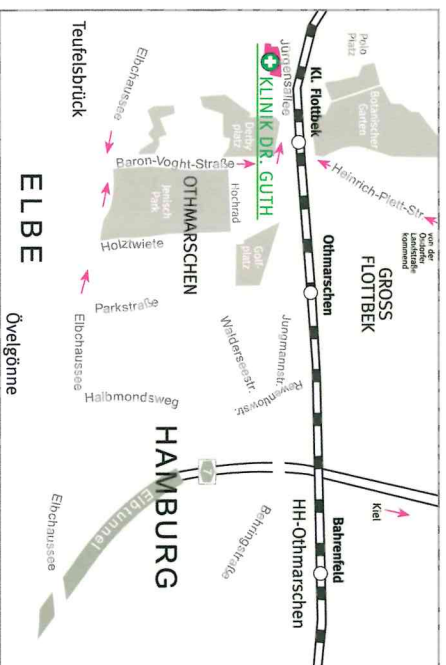 Polo
Platz
Botanischer
Garten
Heinrich-Plett-Str.
von der
Osdorfer
Landstraße
kommend
Kl. Flottbek
Jürgensallee
KLINIK DR. GUTH
Derby
platz
Othmarschen
GROSS
FLOTTBEK
Kiel
Bahrenfeld
HH-Othmarschen
Elbchaussee
Teufelsbrück
Baron-Voght-Straße
Hochrad
OTHMARSCHEN
Jenisch
Park
Golf-
platz
Holztwiete
Jungmannstr.
Reventlowstr.
Walderseestr.
Parkstraße
Halbmondsweg
Elbchaussee
7
Behringstraße
HAMBURG
Elbtunnel
Elbchaussee
ELBE
Övelgönne